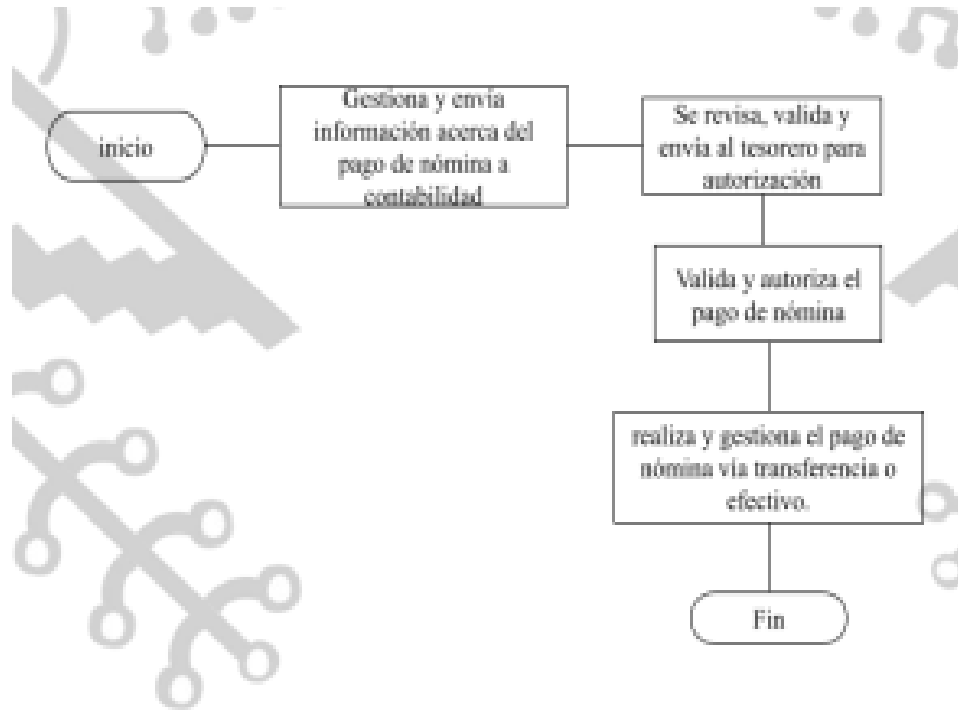 inicio
Gestiona y envía
información acerca del
pago de nómina a
contabilidad
Se revisa, valida y
envía al tesorero para
autorización
Valida y autoriza el
pago de nómina
realiza y gestiona el pago de
nómina vía transferencia o
efectivo.
Fin